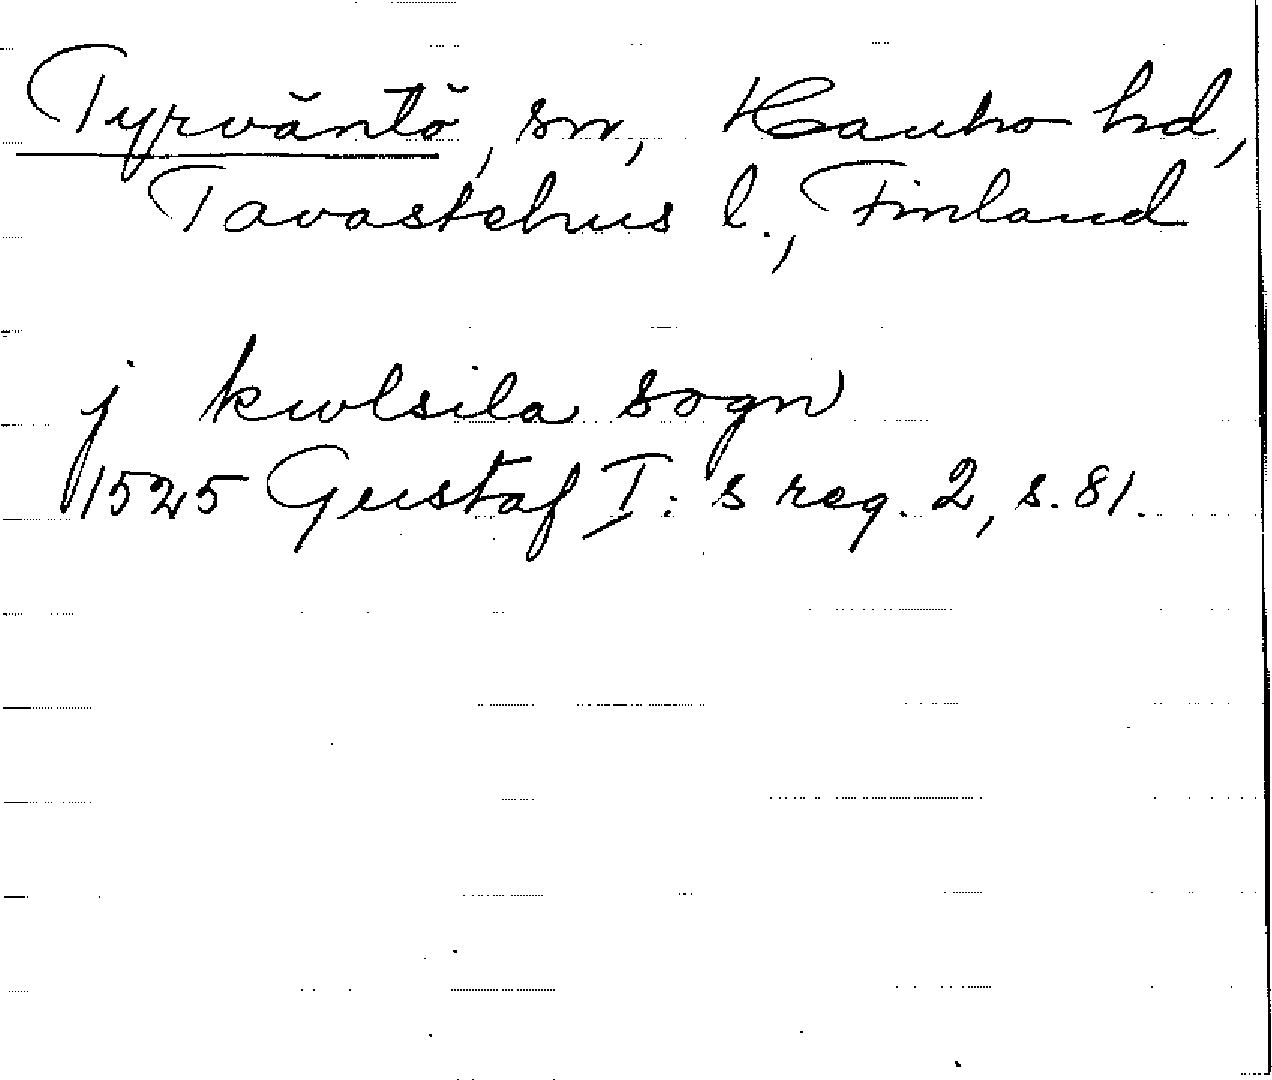 Tyrväntö, sn, Hauho hd,
Tavastehus l., Finland
j kwlsila sogn
1525 Gustaf I: s reg. 2, s. 81.